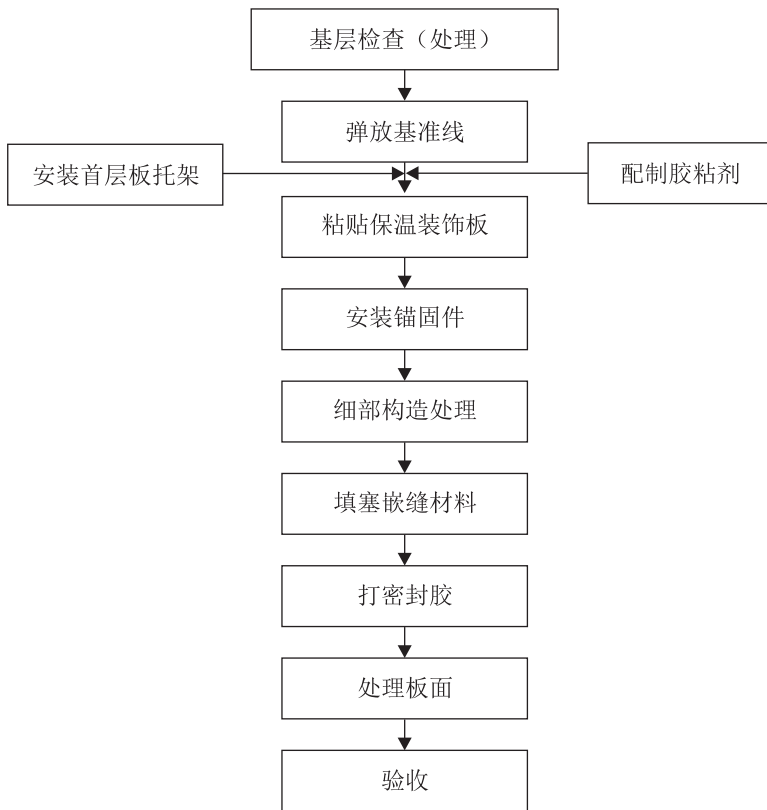 基层检查（处理）
弹放基准线
安装首层板托架
配制胶粘剂
粘贴保温装饰板
安装锚固件
细部构造处理
填塞嵌缝材料
打密封胶
处理板面
验收